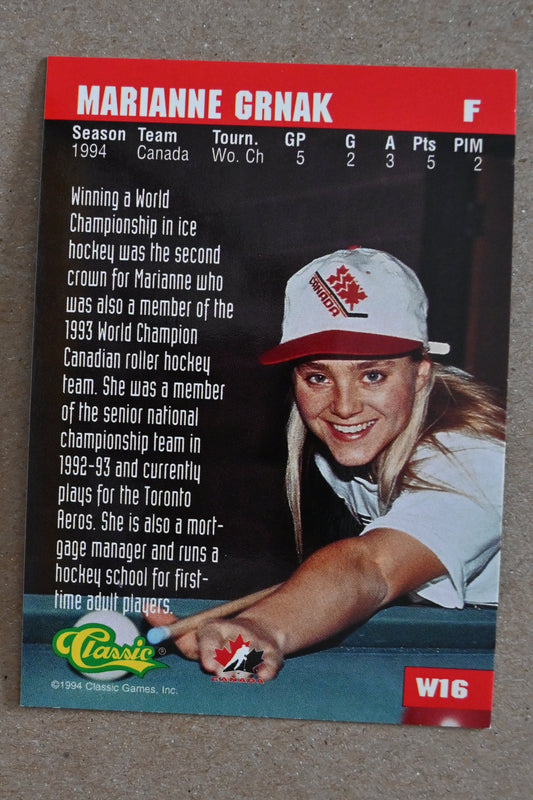 MARIANNE GRNAK F
Season Team Tourn. GP G A Pts PIM
1994 Canada Wo. Ch 5 2 3 5 2
Winning a World
Championship in ice
hockey was the second
crown for Marianne who
was also a member of the
1993 World Champion
Canadian roller hockey
team. She was a member
of the senior national
championship team in
1992-93 and currently
plays for the Toronto
Aeros. She is also a mort-
gage manager and runs a
hockey school for first-
time adult players.
CANADA
Classic®
CANADA
©1994 Classic Games, Inc.
W16